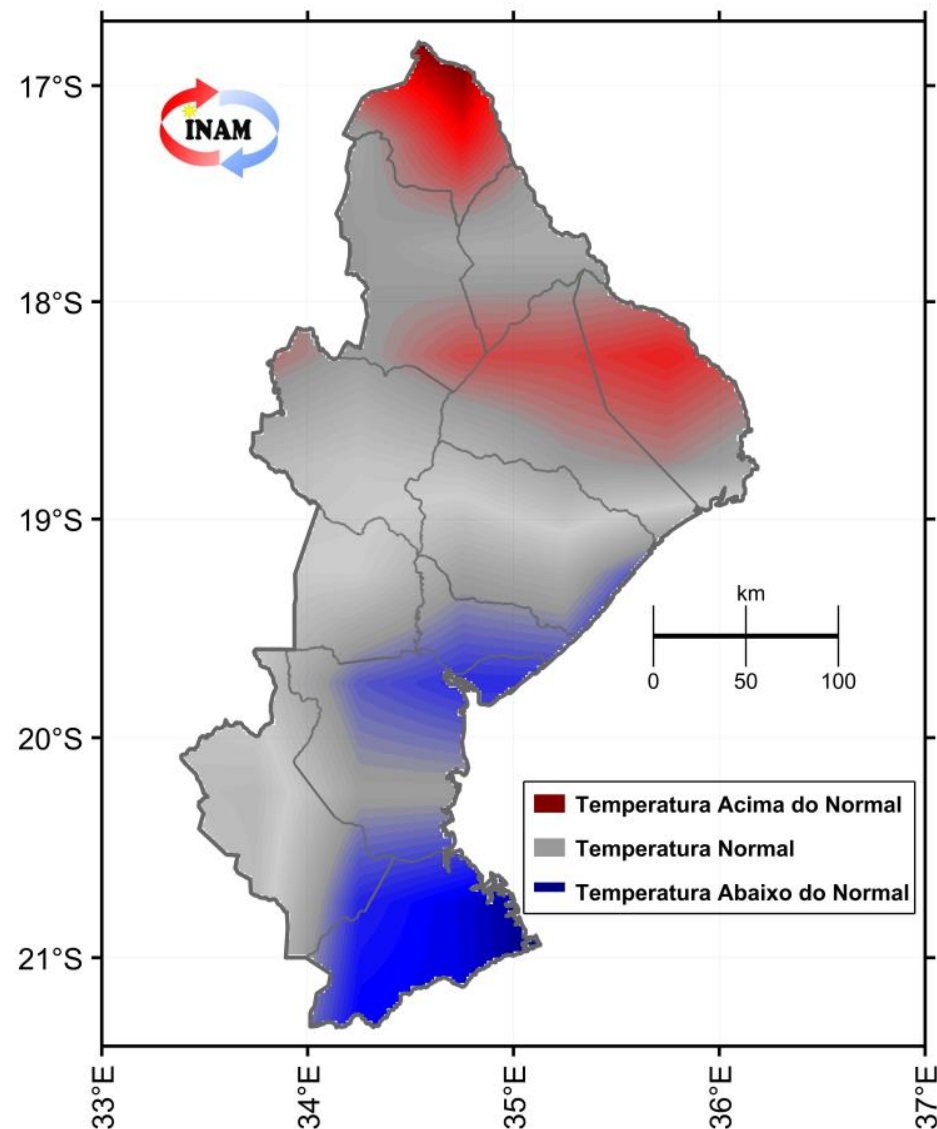 17°S
18°S
19°S
20°S
21°S
INAM
km
0 50 100
Temperatura Acima do Normal
Temperatura Normal
Temperatura Abaixo do Normal
33°E 34°E 35°E 36°E 37°E